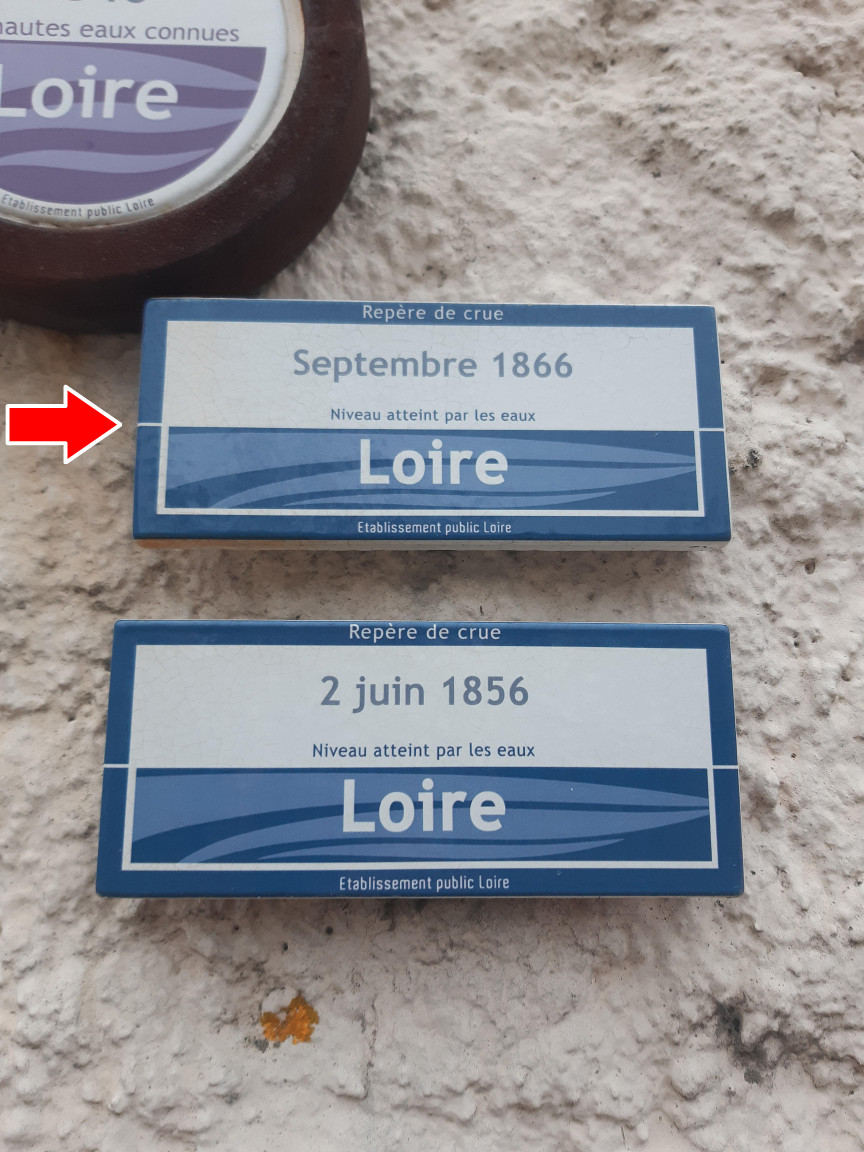 hautes eaux connues
Loire
Etablissement public Loire
Repère de crue
Septembre 1866
Niveau atteint par les eaux
Loire
Etablissement public Loire
Repère de crue
2 juin 1856
Niveau atteint par les eaux
Loire
Etablissement public Loire